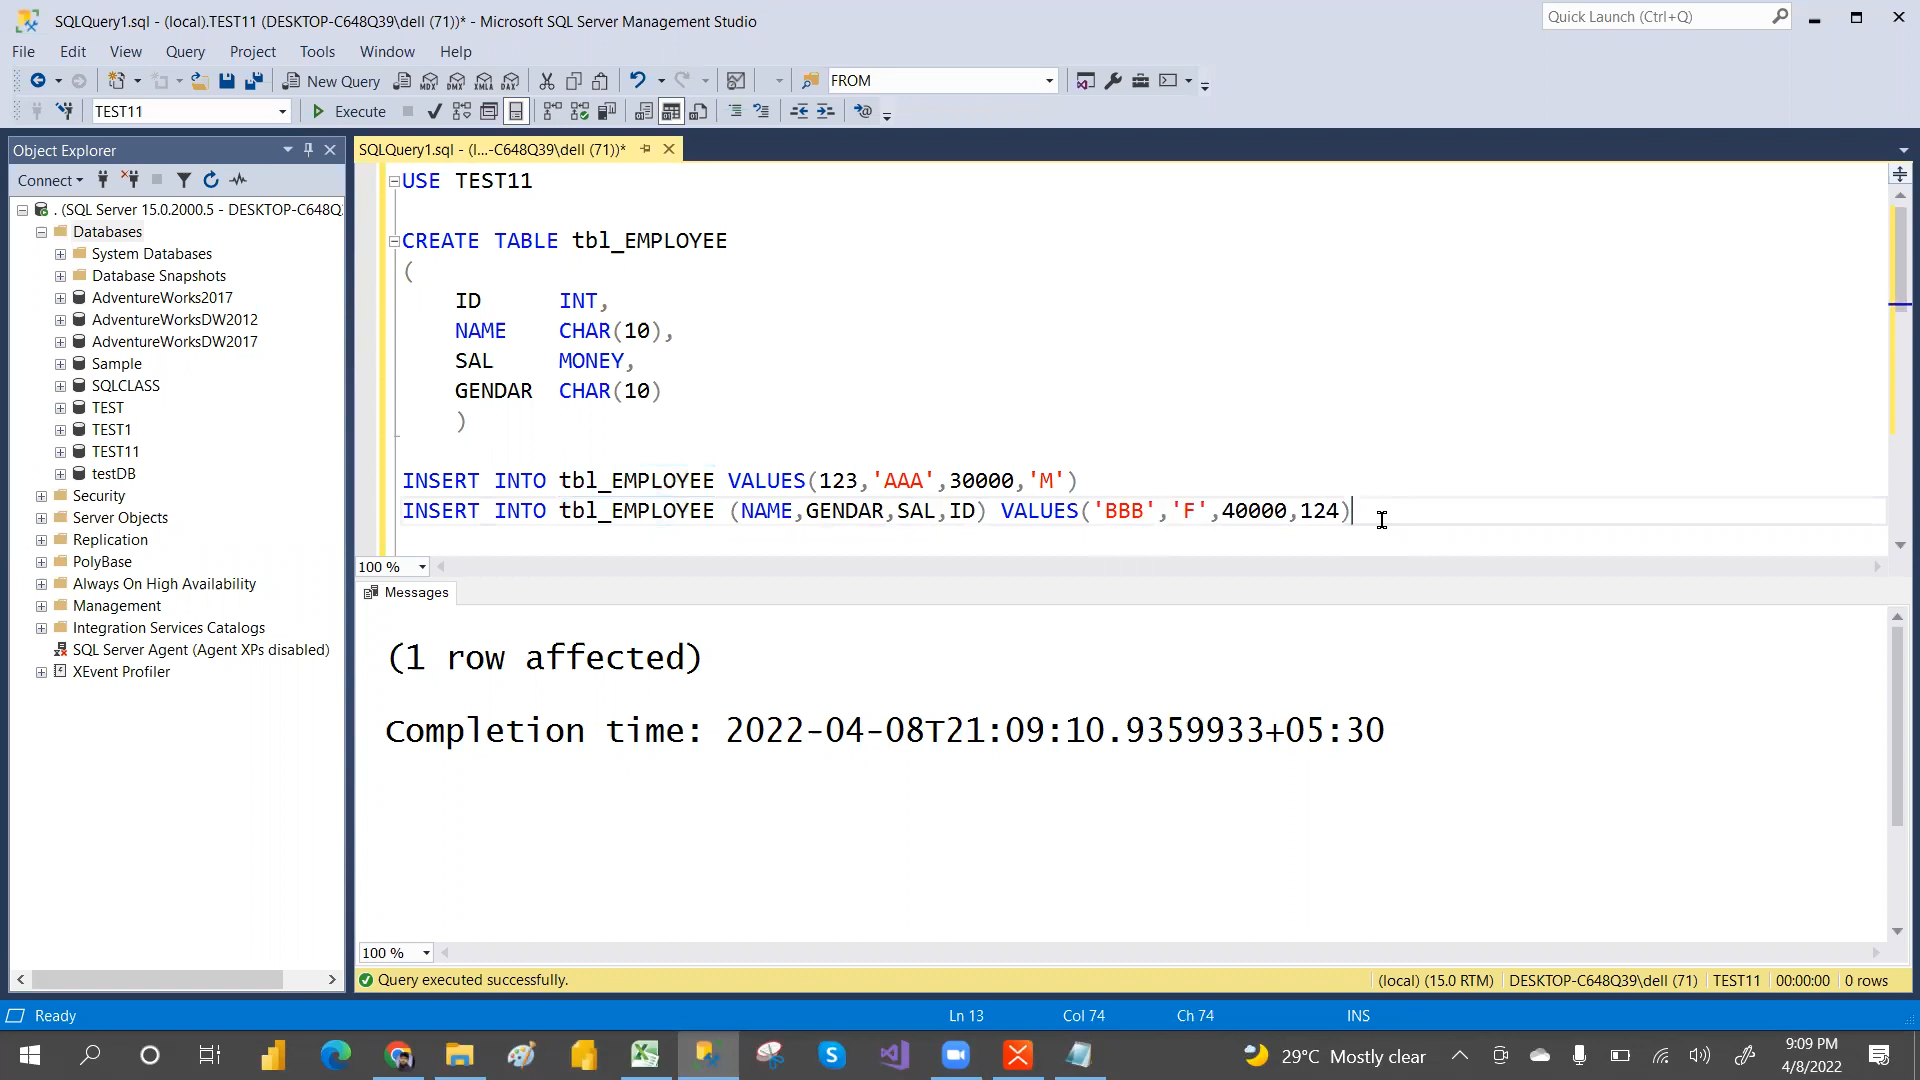 SQLQuery1.sql - (local).TEST11 (DESKTOP-C648Q39\dell (71))* - Microsoft SQL Server Management Studio
Quick Launch (Ctrl+Q)
File Edit View Query Project Tools Window Help
New Query
MDX DMX XMLA DAX
FROM
TEST11
Execute
Object Explorer
Connect
. (SQL Server 15.0.2000.5 - DESKTOP-C648Q
Databases
System Databases
Database Snapshots
AdventureWorks2017
AdventureWorksDW2012
AdventureWorksDW2017
Sample
SQLCLASS
TEST
TEST1
TEST11
testDB
Security
Server Objects
Replication
PolyBase
Always On High Availability
Management
Integration Services Catalogs
SQL Server Agent (Agent XPs disabled)
XEvent Profiler
SQLQuery1.sql - (l...-C648Q39\dell (71))*
USE TEST11
CREATE TABLE tbl_EMPLOYEE
(
ID INT,
NAME CHAR(10),
SAL MONEY,
GENDAR CHAR(10)
)
INSERT INTO tbl_EMPLOYEE VALUES(123,'AAA',30000,'M')
INSERT INTO tbl_EMPLOYEE (NAME,GENDAR,SAL,ID) VALUES('BBB','F',40000,124)
100 %
Messages
(1 row affected)
Completion time: 2022-04-08T21:09:10.9359933+05:30
100 %
Query executed successfully.
(local) (15.0 RTM) DESKTOP-C648Q39\dell (71) TEST11 00:00:00 0 rows
Ready
Ln 13 Col 74 Ch 74 INS
29°C Mostly clear
9:09 PM
4/8/2022